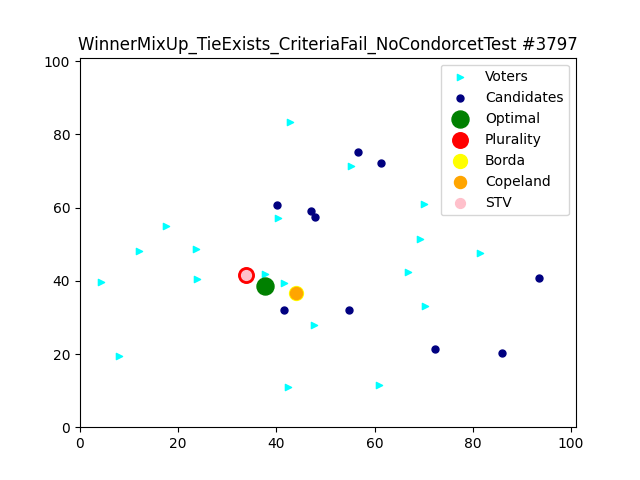 WinnerMixUp_TieExists_CriteriaFail_NoCondorcetTest #3797
Voters
Candidates
Optimal
Plurality
Borda
Copeland
STV
100
80
60
40
20
0
0 20 40 60 80 100